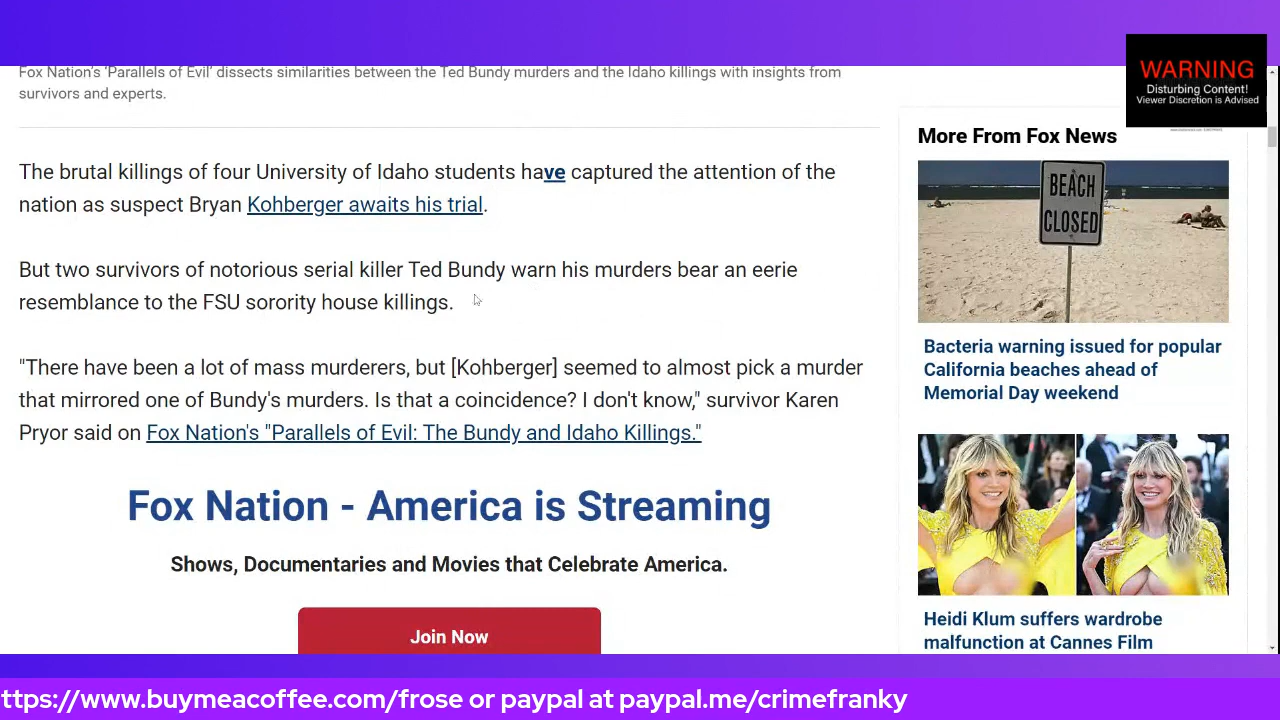 Fox Nation's 'Parallels of Evil' dissects similarities between the Ted Bundy murders and the Idaho killings with insights from
survivors and experts.
The brutal killings of four University of Idaho students have captured the attention of the
nation as suspect Bryan Kohberger awaits his trial.
But two survivors of notorious serial killer Ted Bundy warn his murders bear an eerie
resemblance to the FSU sorority house killings.
"There have been a lot of mass murderers, but [Kohberger] seemed to almost pick a murder
that mirrored one of Bundy's murders. Is that a coincidence? I don't know," survivor Karen
Pryor said on Fox Nation's "Parallels of Evil: The Bundy and Idaho Killings."
Fox Nation - America is Streaming
Shows, Documentaries and Movies that Celebrate America.
Join Now
WARNING
Disturbing Content!
Viewer Discretion is Advised
More From Fox News
BEACH
CLOSED
Bacteria warning issued for popular
California beaches ahead of
Memorial Day weekend
Heidi Klum suffers wardrobe
malfunction at Cannes Film
ttps://www.buymeacoffee.com/frose or paypal at paypal.me/crimefranky